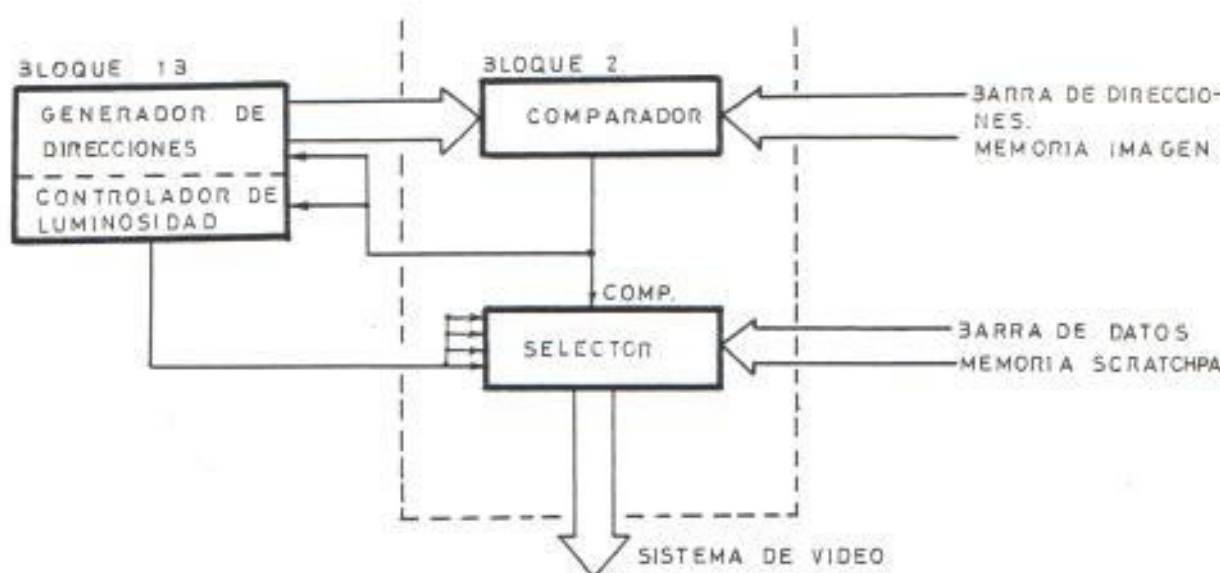 BLOQUE 13
GENERADOR DE
DIRECCIONES
CONTROLADOR DE
LUMINOSIDAD
BLOQUE 2
COMPARADOR
BARRA DE DIRECCIO-
NES.
MEMORIA IMAGEN
COMP.
SELECTOR
BARRA DE DATOS
MEMORIA SCRATCHPA
SISTEMA DE VIDEO